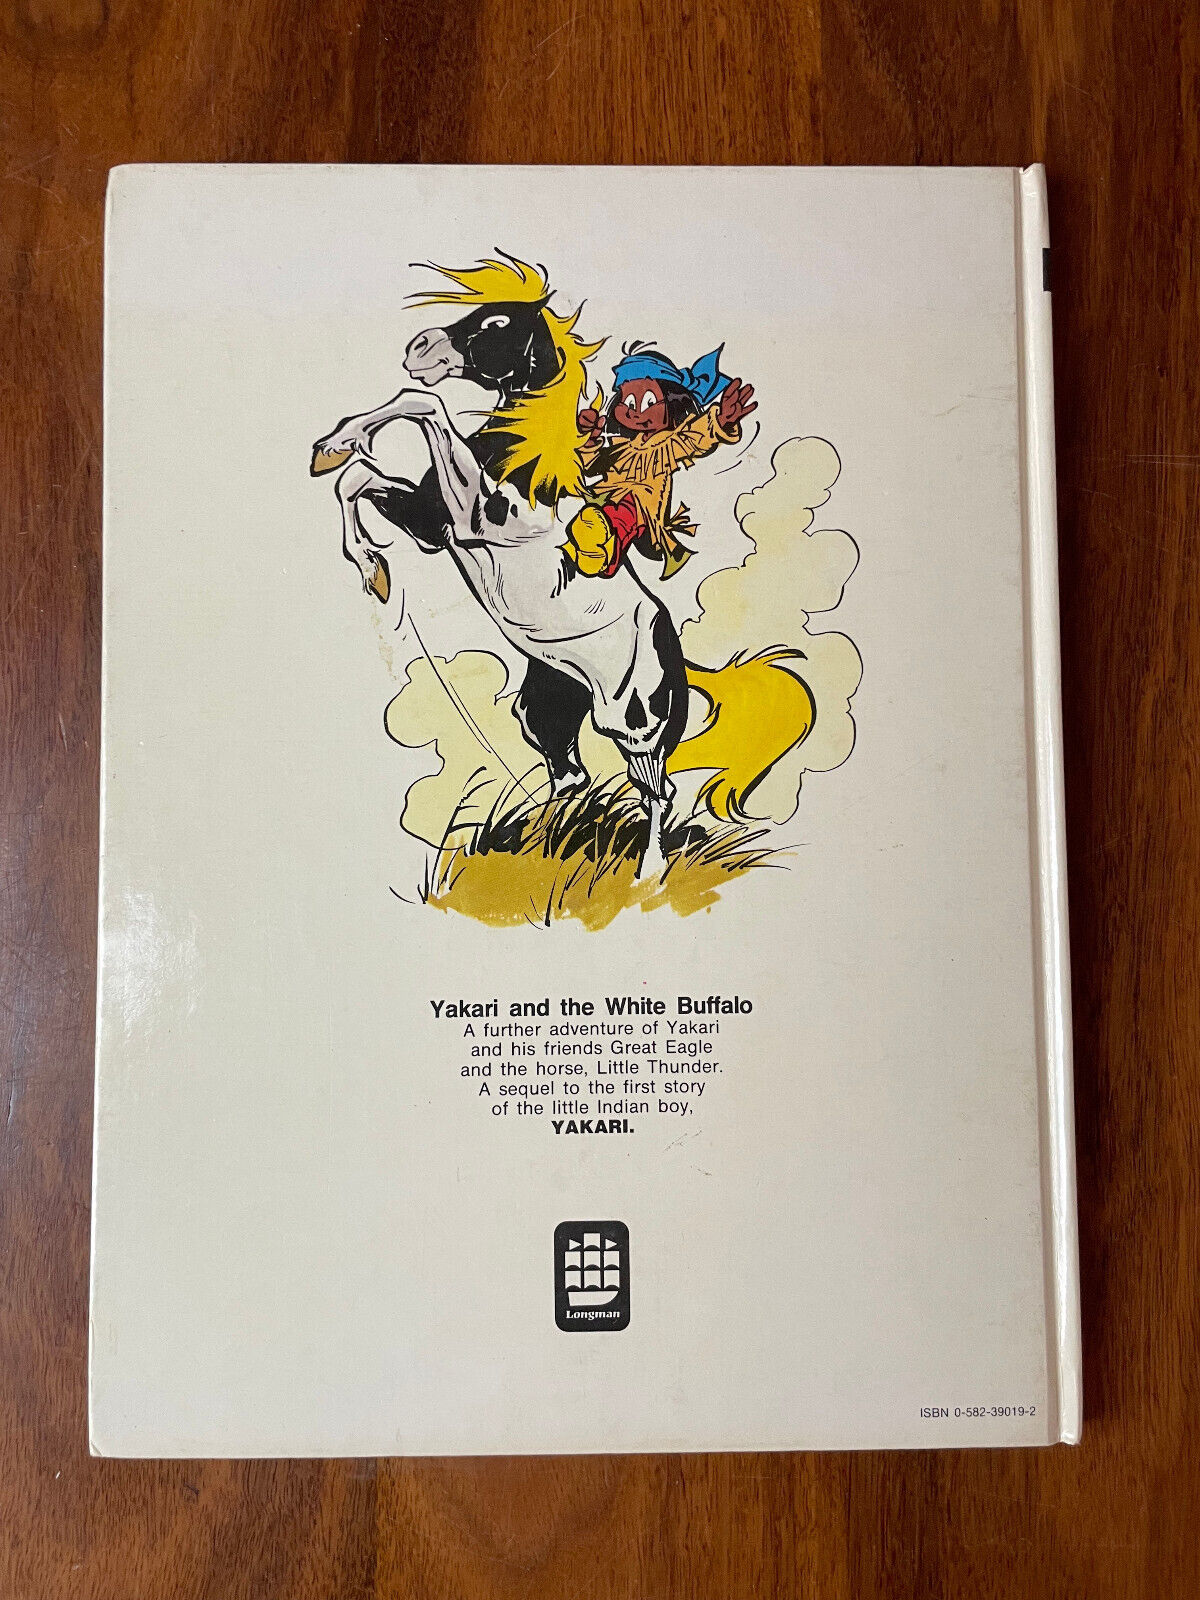 Yakari and the White Buffalo
A further adventure of Yakari
and his friends Great Eagle
and the horse, Little Thunder.
A sequel to the first story
of the little Indian boy,
YAKARI.
Longman
ISBN 0-582-39019-2